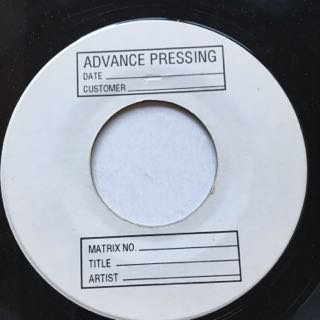 ADVANCE PRESSING
DATE
CUSTOMER
MATRIX NO.
TITLE
ARTIST